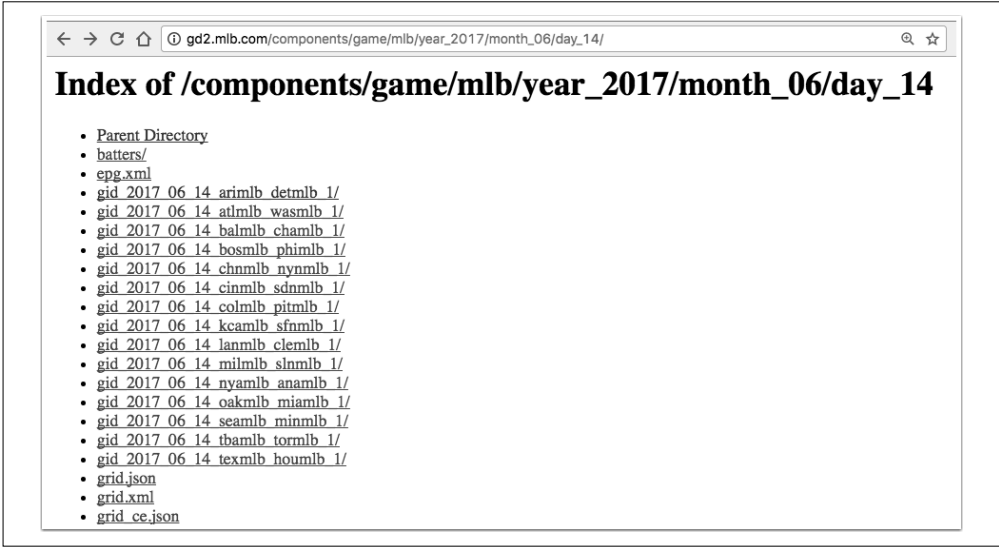 gd2.mlb.com/components/game/mlb/year_2017/month_06/day_14/
Index of /components/game/mlb/year_2017/month_06/day_14
Parent Directory
batters/
epg.xml
gid_2017_06_14_arimlb_detmlb_1/
gid_2017_06_14_atlmlb_wasmlb_1/
gid_2017_06_14_balmlb_chamlb_1/
gid_2017_06_14_bosmlb_phimlb_1/
gid_2017_06_14_chnmlb_nynmlb_1/
gid_2017_06_14_cinmlb_sdnmlb_1/
gid_2017_06_14_colmlb_pitmlb_1/
gid_2017_06_14_kcamlb_sfnmlb_1/
gid_2017_06_14_lanmlb_clemlb_1/
gid_2017_06_14_milmlb_slnmlb_1/
gid_2017_06_14_nyamlb_anamlb_1/
gid_2017_06_14_oakmlb_miamlb_1/
gid_2017_06_14_seamlb_minmlb_1/
gid_2017_06_14_tbamlb_tormlb_1/
gid_2017_06_14_texmlb_houmlb_1/
grid.json
grid.xml
grid_ce.json